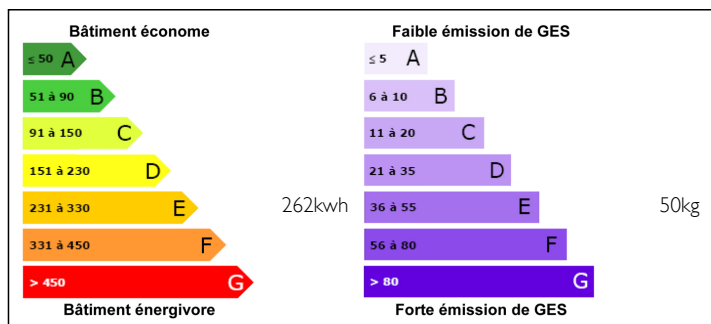 Bâtiment économe
≤ 50 A
51 à 90 B
91 à 150 C
151 à 230 D
231 à 330 E
262kwh
331 à 450 F
> 450 G
Bâtiment énergivore
Faible émission de GES
≤ 5 A
6 à 10 B
11 à 20 C
21 à 35 D
36 à 55 E
50kg
56 à 80 F
> 80 G
Forte émission de GES